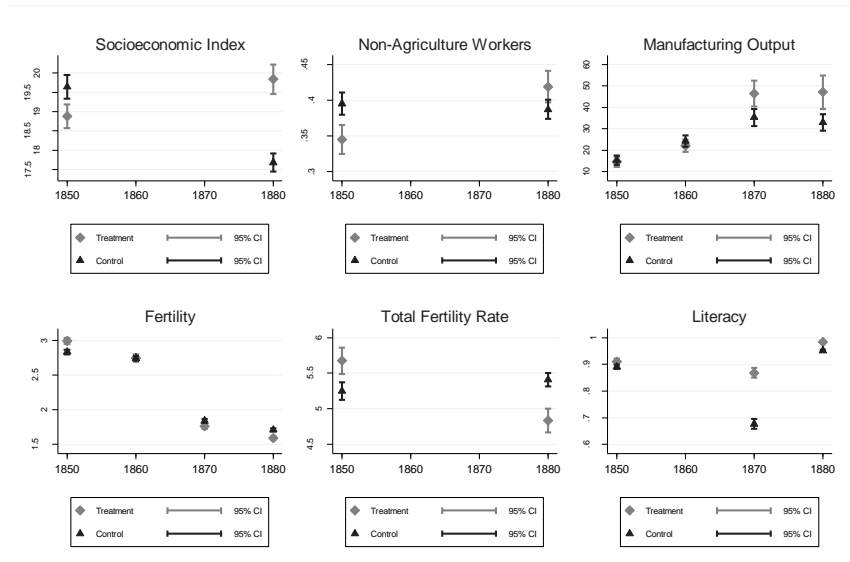 Socioeconomic Index
20
19.5
19
18.5
18
17.5
1850 1860 1870 1880
Treatment 95% CI
Control 95% CI
Non-Agriculture Workers
.45
.4
.35
.3
1850 1860 1870 1880
Treatment 95% CI
Control 95% CI
Manufacturing Output
60
50
40
30
20
10
1850 1860 1870 1880
Treatment 95% CI
Control 95% CI
Fertility
3
2.5
2
1.5
1850 1860 1870 1880
Treatment 95% CI
Control 95% CI
Total Fertility Rate
6
5.5
5
4.5
1850 1860 1870 1880
Treatment 95% CI
Control 95% CI
Literacy
1
.9
.8
.7
.6
1850 1860 1870 1880
Treatment 95% CI
Control 95% CI